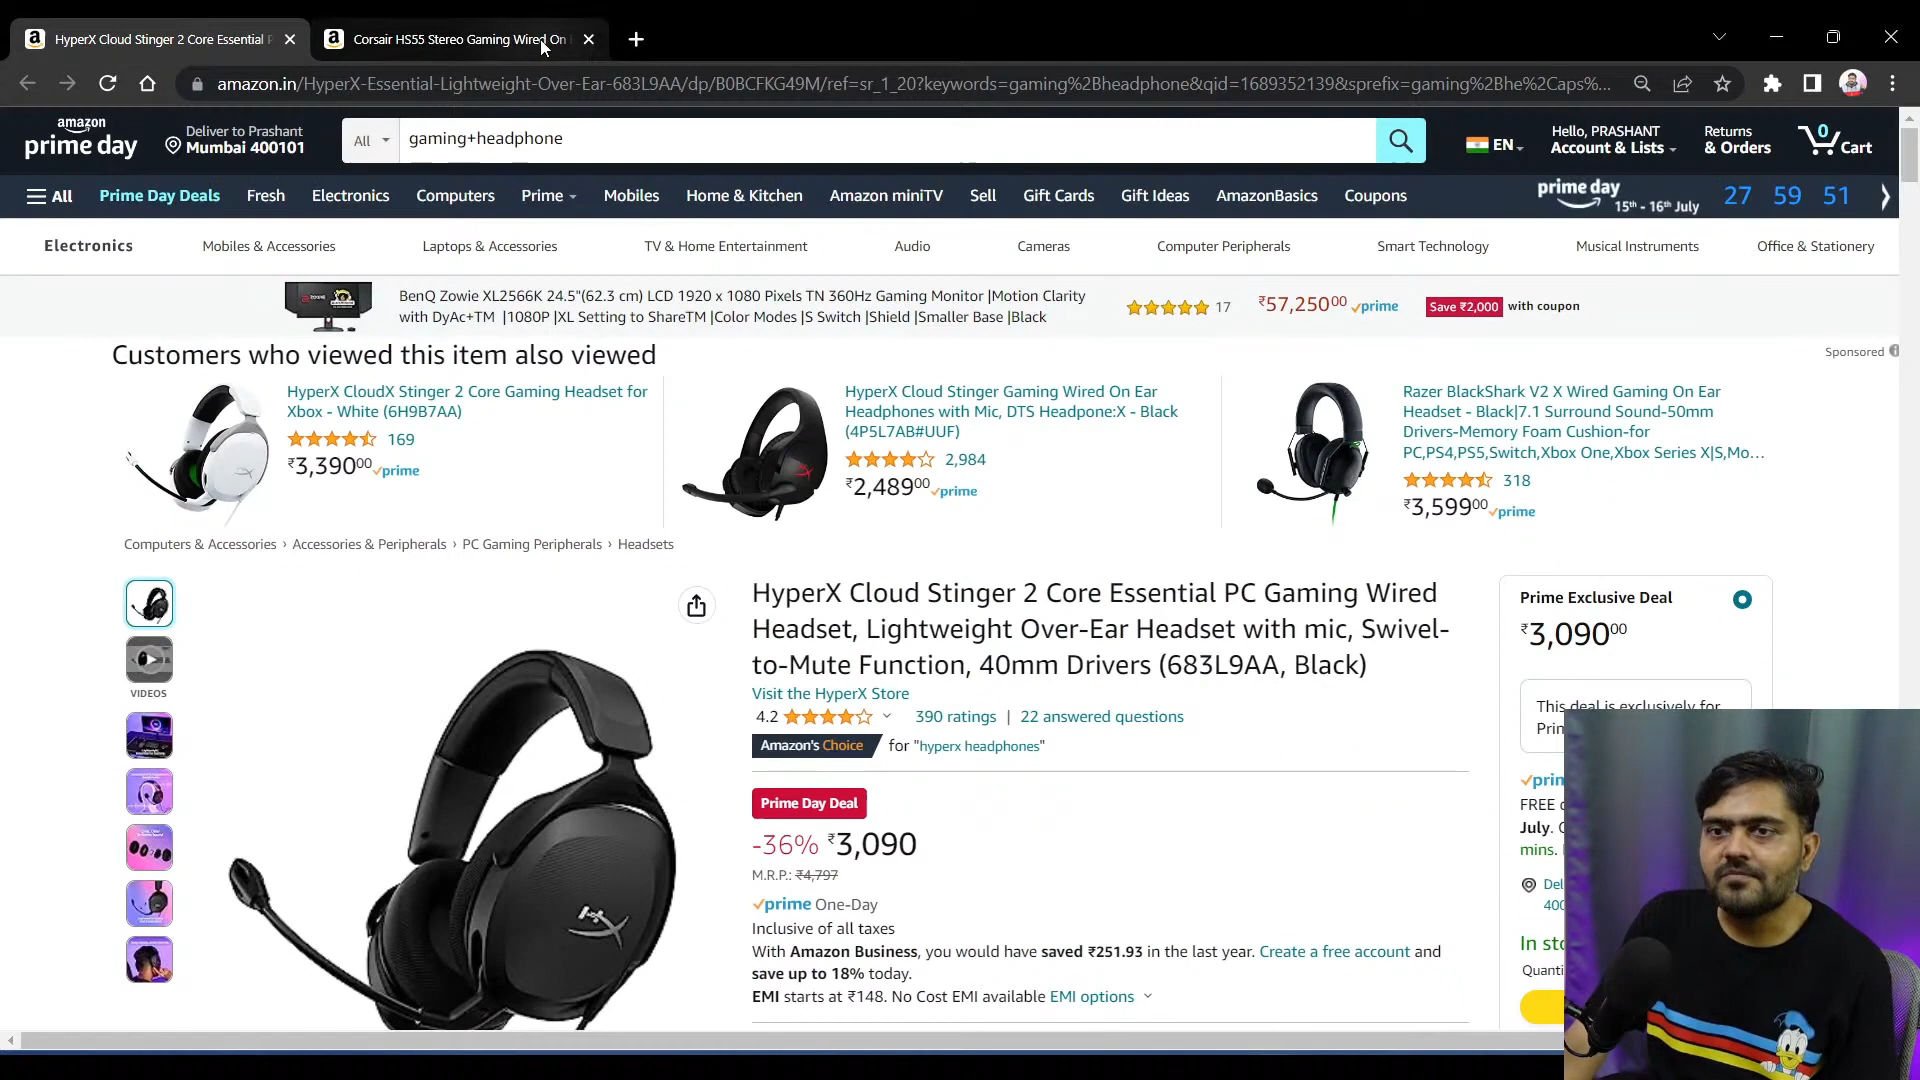 HyperX Cloud Stinger 2 Core Essential P
Corsair HS55 Stereo Gaming Wired On
amazon.in/HyperX-Essential-Lightweight-Over-Ear-683L9AA/dp/B0BCFKG49M/ref=sr_1_20?keywords=gaming%2Bheadphone&qid=1689352139&sprefix=gaming%2Bhe%2Caps%...
amazon
prime day
Deliver to Prashant
Mumbai 400101
All
gaming+headphone
EN
Hello, PRASHANT
Account & Lists
Returns
& Orders
0
Cart
All
Prime Day Deals
Fresh
Electronics
Computers
Prime
Mobiles
Home & Kitchen
Amazon miniTV
Sell
Gift Cards
Gift Ideas
AmazonBasics
Coupons
prime day
15th - 16th July
27 59 51
Electronics
Mobiles & Accessories
Laptops & Accessories
TV & Home Entertainment
Audio
Cameras
Computer Peripherals
Smart Technology
Musical Instruments
Office & Stationery
BenQ Zowie XL2566K 24.5"(62.3 cm) LCD 1920 x 1080 Pixels TN 360Hz Gaming Monitor |Motion Clarity
with DyAc+TM |1080P |XL Setting to ShareTM |Color Modes |S Switch |Shield |Smaller Base |Black
17
₹57,250⁰⁰ prime
Save ₹2,000 with coupon
Customers who viewed this item also viewed
Sponsored
HyperX CloudX Stinger 2 Core Gaming Headset for
Xbox - White (6H9B7AA)
169
₹3,390⁰⁰ prime
HyperX Cloud Stinger Gaming Wired On Ear
Headphones with Mic, DTS Headpone:X - Black
(4P5L7AB#UUF)
2,984
₹2,489⁰⁰ prime
Razer BlackShark V2 X Wired Gaming On Ear
Headset - Black|7.1 Surround Sound-50mm
Drivers-Memory Foam Cushion-for
PC,PS4,PS5,Switch,Xbox One,Xbox Series X|S,Mo...
318
₹3,599⁰⁰ prime
Computers & Accessories › Accessories & Peripherals › PC Gaming Peripherals › Headsets
VIDEOS
HyperX Cloud Stinger 2 Core Essential PC Gaming Wired
Headset, Lightweight Over-Ear Headset with mic, Swivel-
to-Mute Function, 40mm Drivers (683L9AA, Black)
Visit the HyperX Store
4.2
390 ratings | 22 answered questions
Amazon's Choice for "hyperx headphones"
Prime Day Deal
-36% ₹3,090
M.R.P.: ₹4,797
prime One-Day
Inclusive of all taxes
With Amazon Business, you would have saved ₹251.93 in the last year. Create a free account and
save up to 18% today.
EMI starts at ₹148. No Cost EMI available EMI options
Prime Exclusive Deal
₹3,090⁰⁰
This deal is exclusively for
Prin
prin
FREE
July.
mins.
Del
400
In sto
Quanti